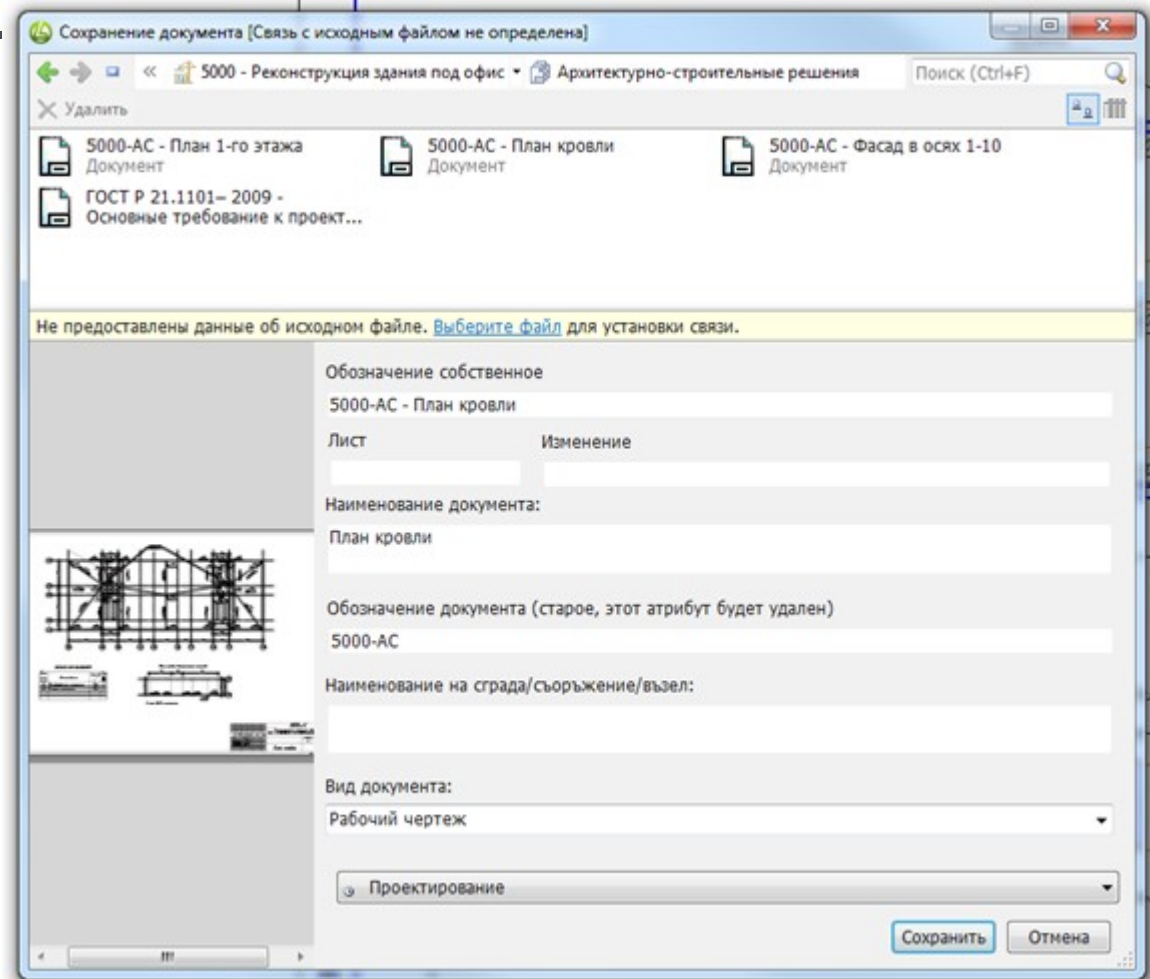 Сохранение документа [Связь с исходным файлом не определена]
« 5000 - Реконструкция здания под офис Архитектурно-строительные решения Поиск (Ctrl+F)
Удалить
5000-АС - План 1-го этажа 5000-АС - План кровли 5000-АС - Фасад в осях 1-10
Документ Документ Документ
ГОСТ Р 21.1101– 2009 -
Основные требование к проект...
Не предоставлены данные об исходном файле. Выберите файл для установки связи.
Обозначение собственное
5000-АС - План кровли
Лист Изменение
Наименование документа:
План кровли
Обозначение документа (старое, этот атрибут будет удален)
5000-АС
Наименование на сграда/съоръжение/възел:
Вид документа:
Рабочий чертеж
Проектирование
Сохранить Отмена